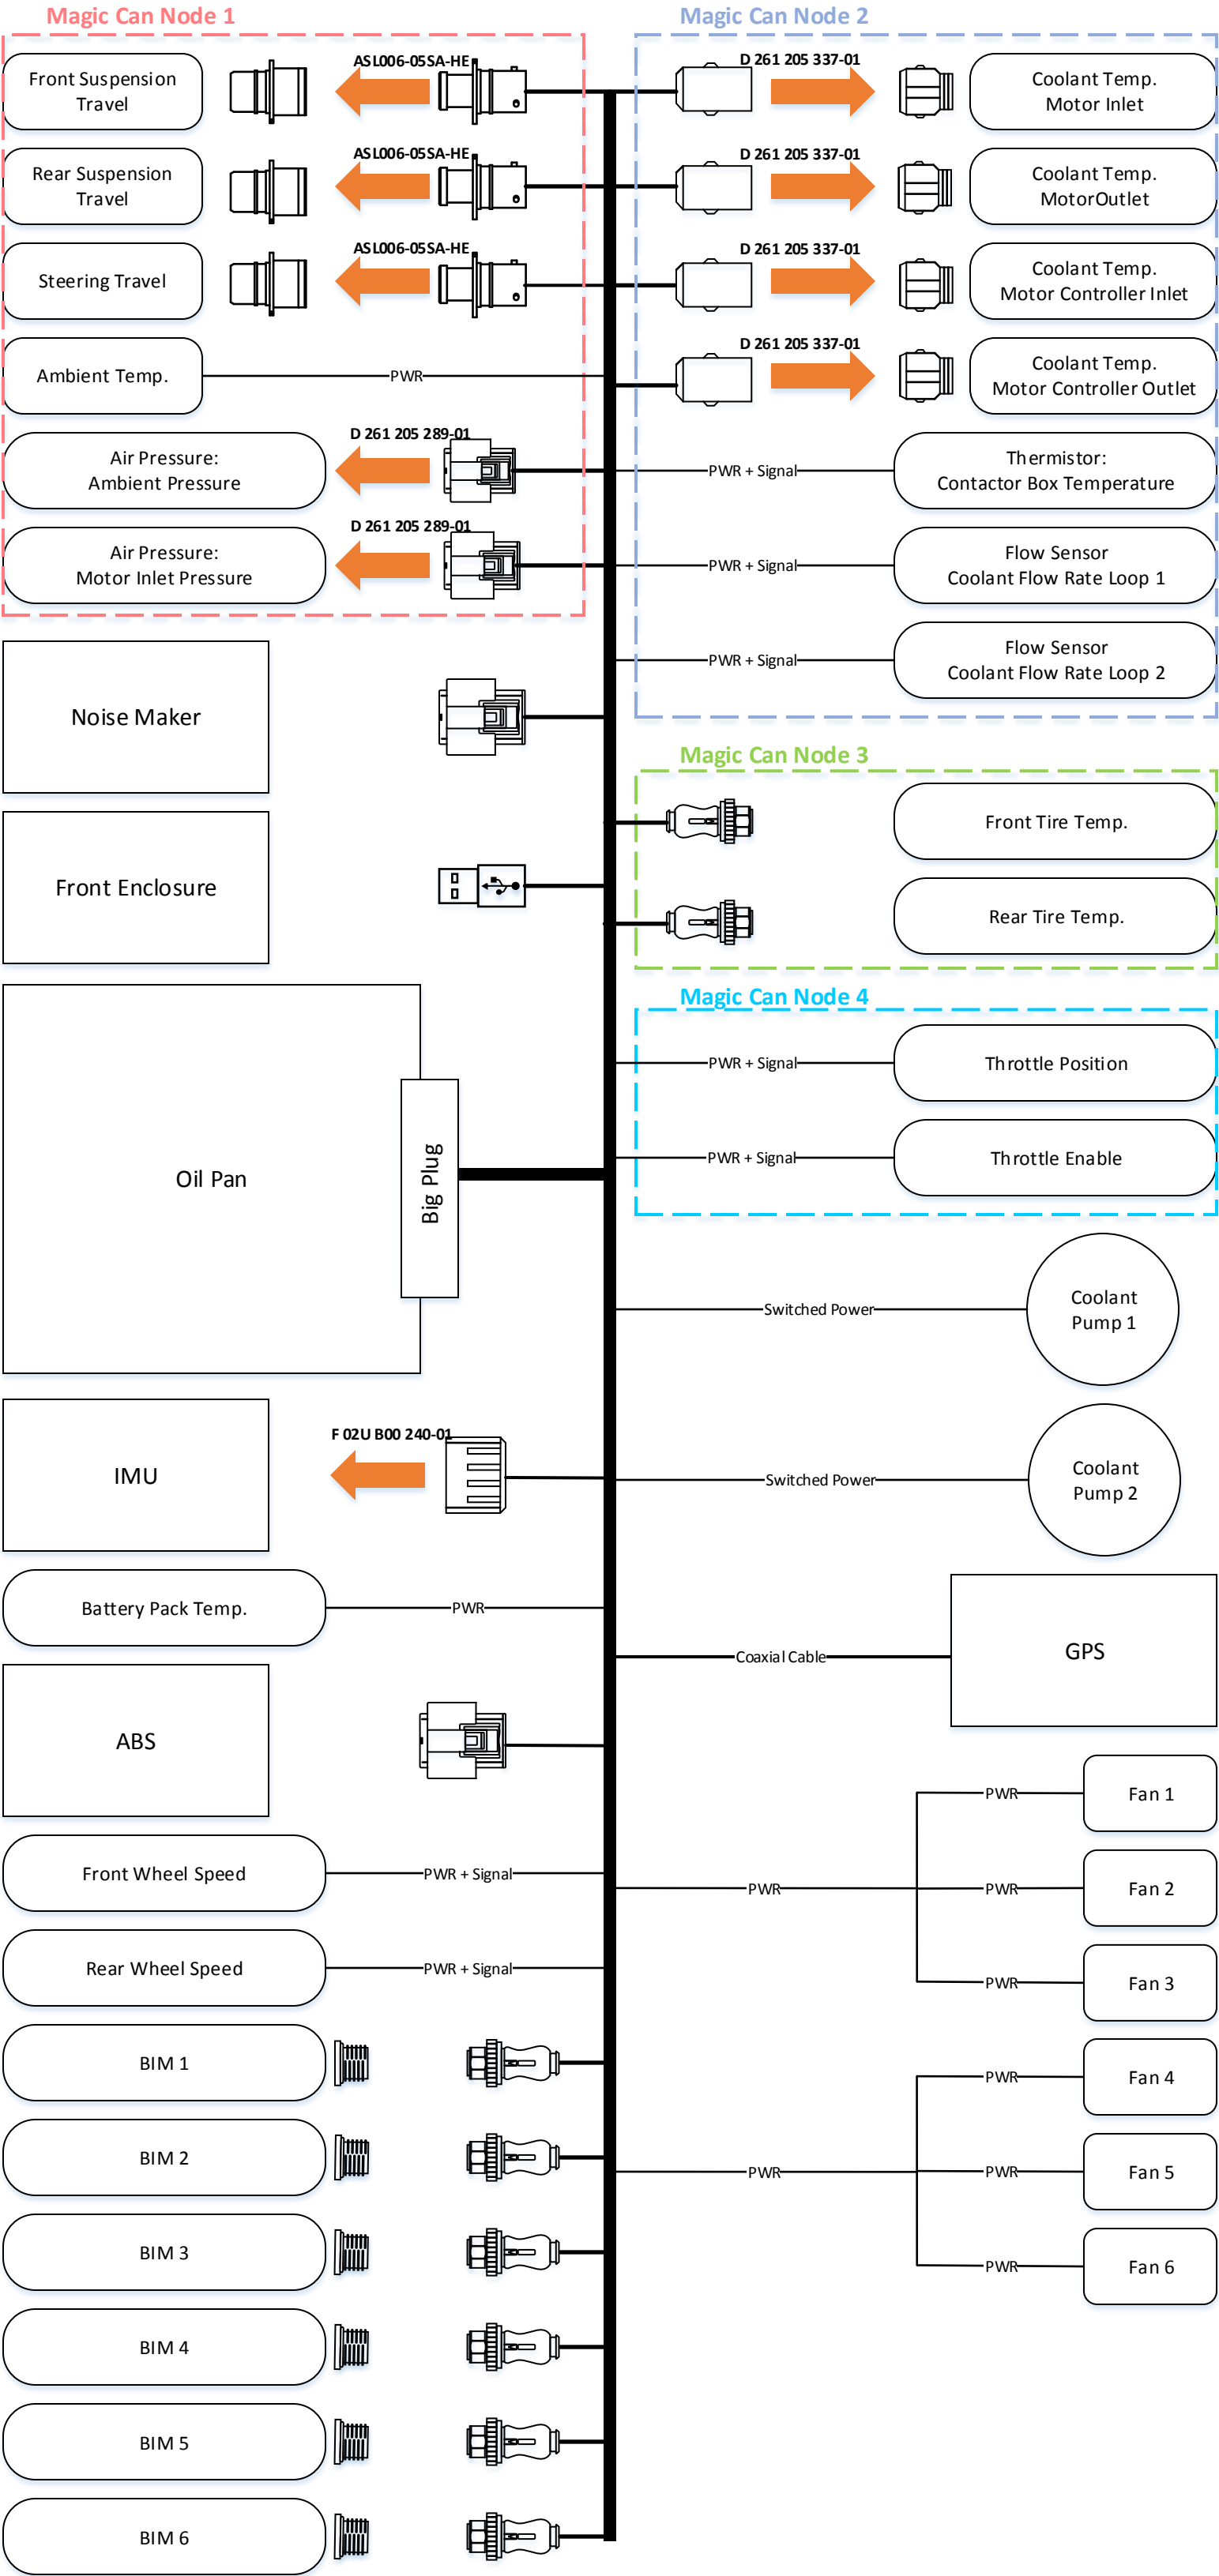 Magic Can Node 1
Front Suspension
Travel
ASL006-05SA-HE
Rear Suspension
Travel
ASL006-05SA-HE
Steering Travel
ASL006-05SA-HE
Ambient Temp.
PWR
Air Pressure:
Ambient Pressure
D 261 205 289-01
Air Pressure:
Motor Inlet Pressure
D 261 205 289-01
Magic Can Node 2
D 261 205 337-01
Coolant Temp.
Motor Inlet
D 261 205 337-01
Coolant Temp.
MotorOutlet
D 261 205 337-01
Coolant Temp.
Motor Controller Inlet
D 261 205 337-01
Coolant Temp.
Motor Controller Outlet
PWR + Signal
Thermistor:
Contactor Box Temperature
PWR + Signal
Flow Sensor
Coolant Flow Rate Loop 1
PWR + Signal
Flow Sensor
Coolant Flow Rate Loop 2
Noise Maker
Front Enclosure
Magic Can Node 3
Front Tire Temp.
Rear Tire Temp.
Magic Can Node 4
PWR + Signal
Throttle Position
PWR + Signal
Throttle Enable
Oil Pan
Big Plug
Switched Power
Coolant
Pump 1
IMU
F 02U B00 240-01
Switched Power
Coolant
Pump 2
Battery Pack Temp.
PWR
Coaxial Cable
GPS
ABS
Front Wheel Speed
PWR + Signal
Rear Wheel Speed
PWR + Signal
PWR
PWR
Fan 1
PWR
Fan 2
PWR
Fan 3
PWR
PWR
Fan 4
PWR
Fan 5
PWR
Fan 6
BIM 1
BIM 2
BIM 3
BIM 4
BIM 5
BIM 6